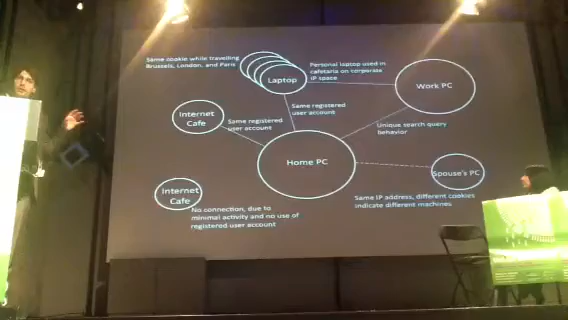 Same cookie while travelling
Brussels, London, and Paris
Laptop
Personal laptop used in
cafetaria on corporate
IP space
Work PC
Internet
Cafe
Same registered
user account
Same registered
user account
Unique search query
behavior
Home PC
Spouse's PC
Internet
Cafe
Same IP address, different cookies
indicate different machines
No connection, due to
minimal activity and no use of
registered user account